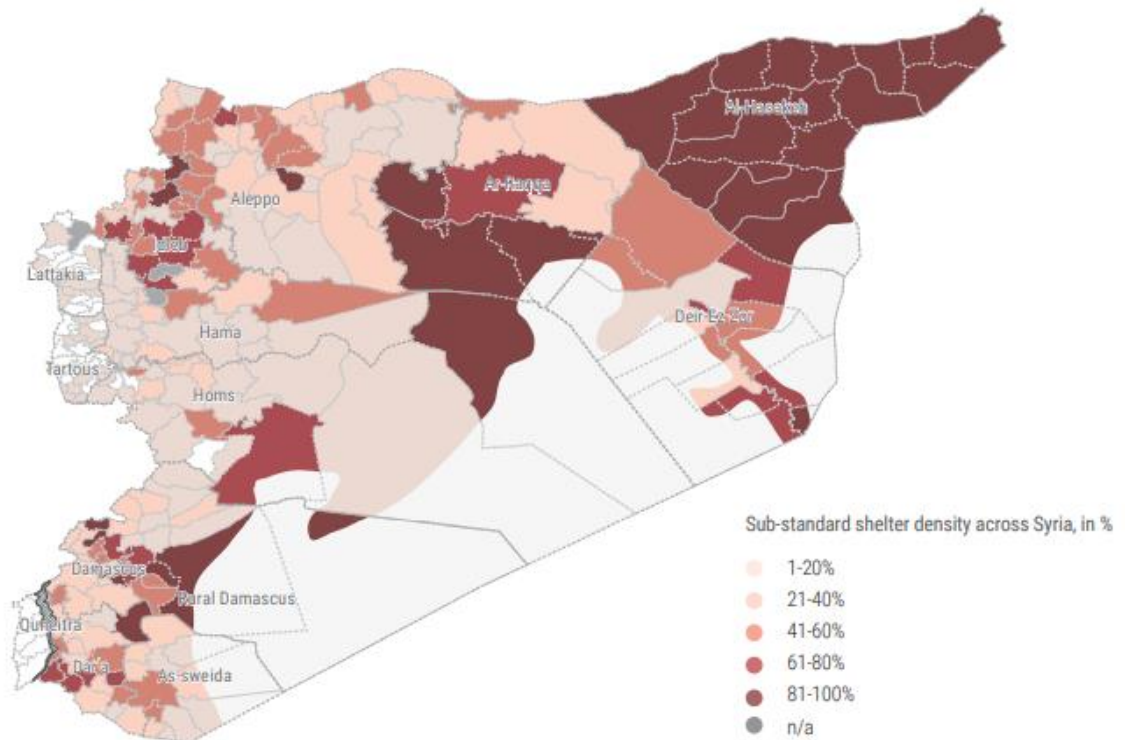 Al-Hasakeh
Ar-Raqqa
Aleppo
Idleb
Lattakia
Deir-Ez-Zor
Hama
Tartous
Homs
Sub-standard shelter density across Syria, in %
1-20%
21-40%
41-60%
61-80%
81-100%
n/a
Damascus
Rural Damascus
Quneitra
Dar'a
As-sweida